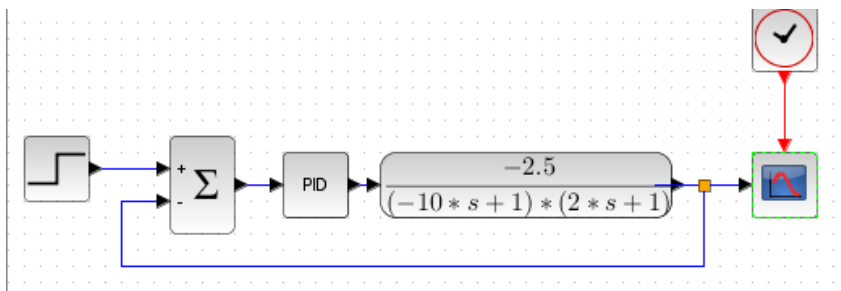 +
-
Σ
PID
−2.5
(−10 * s + 1) * (2 * s + 1)